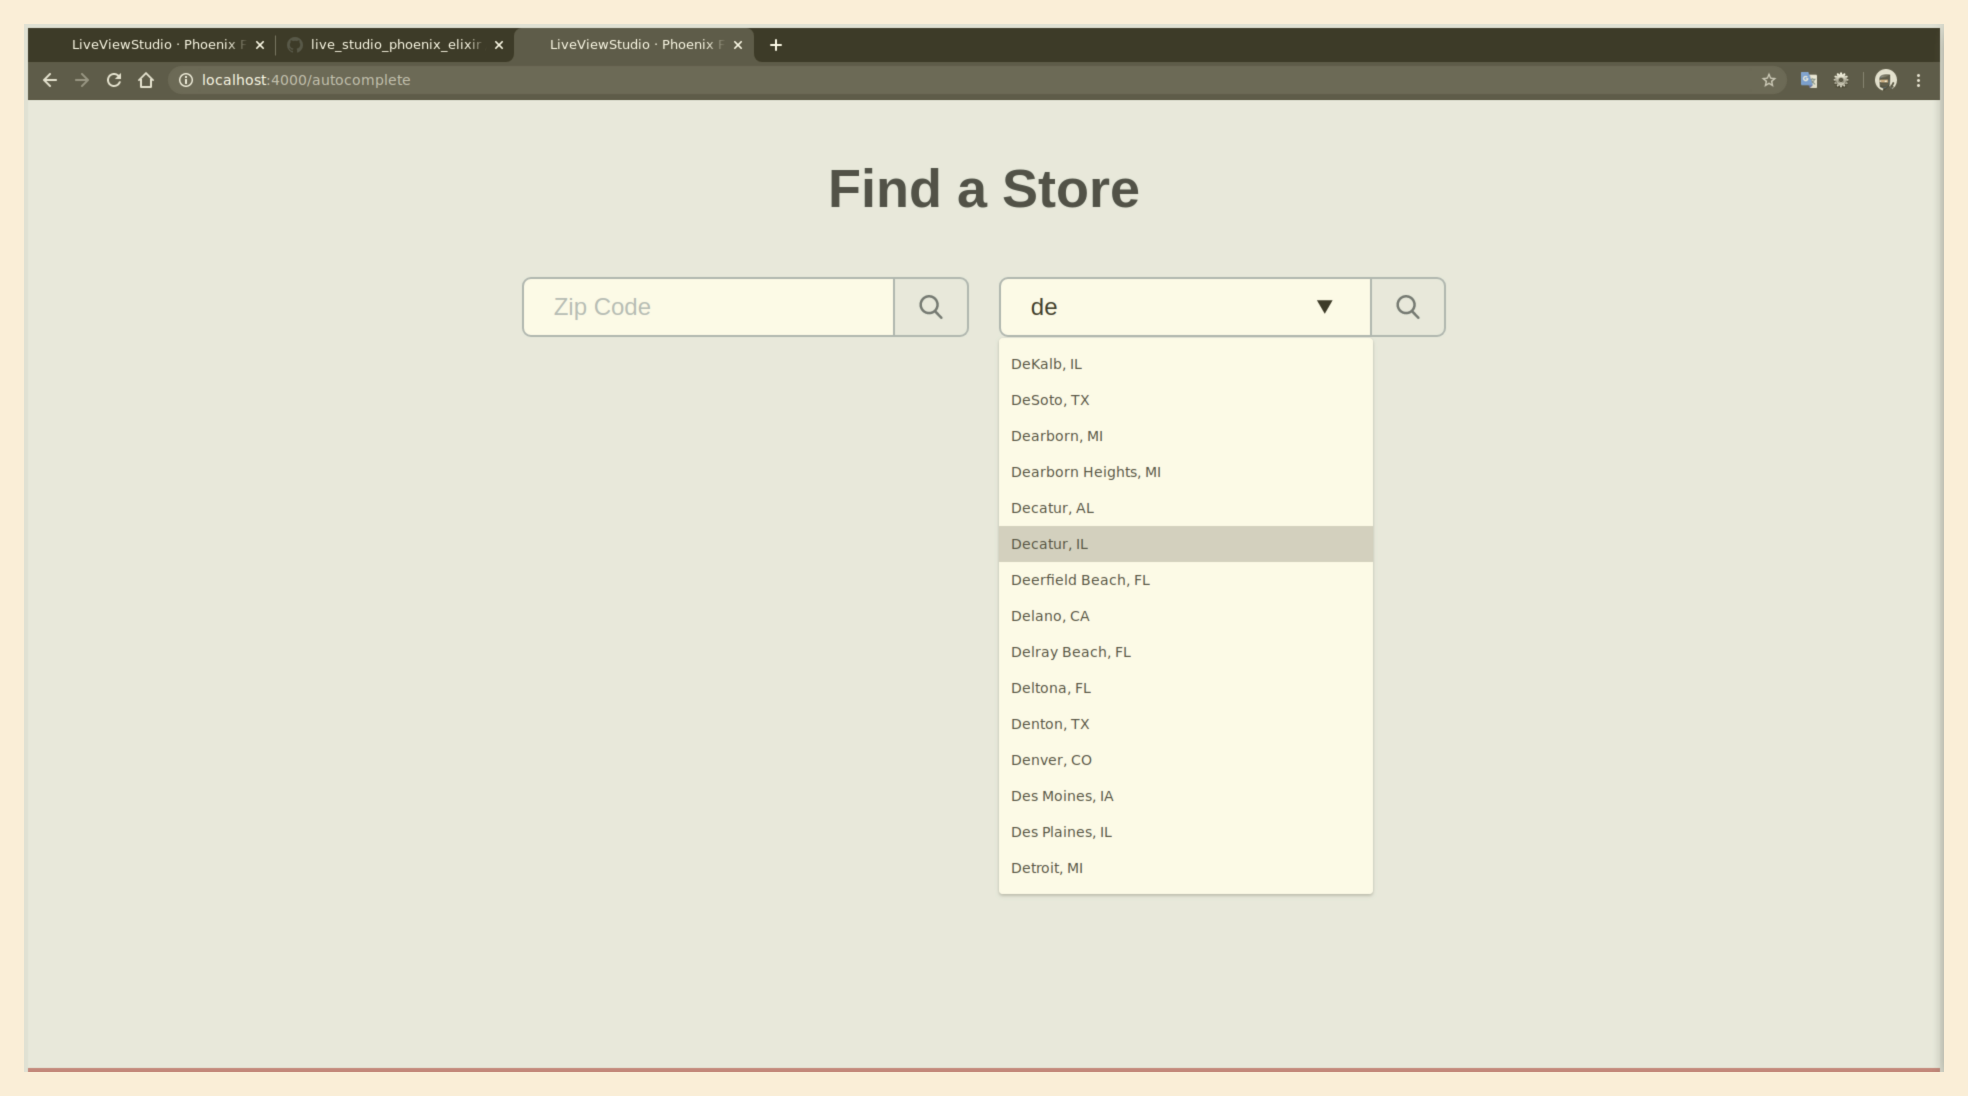 LiveViewStudio · Phoenix F
live_studio_phoenix_elixir
LiveViewStudio · Phoenix F
localhost:4000/autocomplete
Find a Store
Zip Code
de
DeKalb, IL
DeSoto, TX
Dearborn, MI
Dearborn Heights, MI
Decatur, AL
Decatur, IL
Deerfield Beach, FL
Delano, CA
Delray Beach, FL
Deltona, FL
Denton, TX
Denver, CO
Des Moines, IA
Des Plaines, IL
Detroit, MI